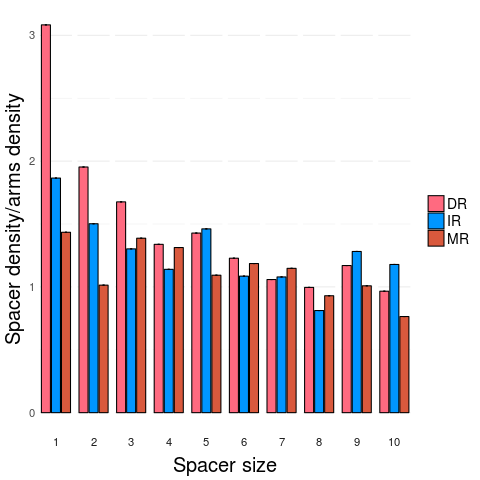 Spacer density/arms density
3
2
1
0
1 2 3 4 5 6 7 8 9 10
Spacer size
DR
IR
MR